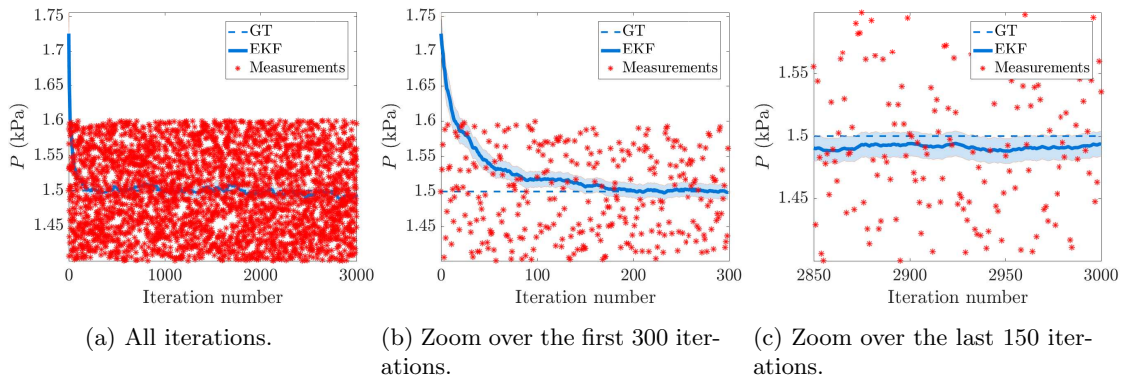 1.75
1.7
1.65
1.6
1.55
1.5
1.45
P (kPa)
0 1000 2000 3000
Iteration number
GT
EKF
Measurements
(a) All iterations.
1.75
1.7
1.65
1.6
1.55
1.5
1.45
P (kPa)
0 100 200 300
Iteration number
GT
EKF
Measurements
(b) Zoom over the first 300 iter-
ations.
1.55
1.5
1.45
P (kPa)
2850 2900 2950 3000
Iteration number
GT
EKF
Measurements
(c) Zoom over the last 150 iter-
ations.